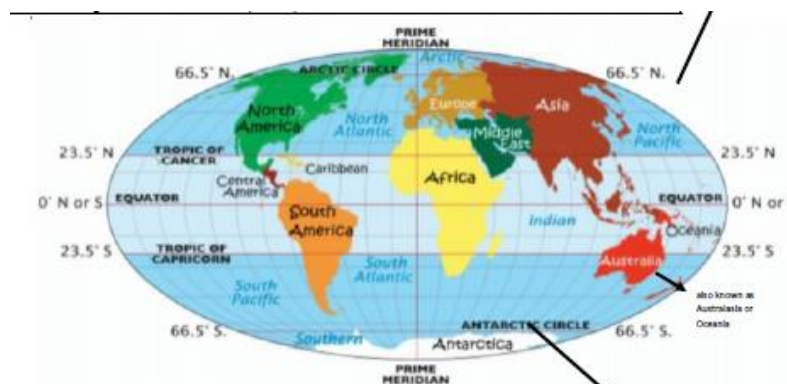 PRIME
MERIDIAN
Arctic
66.5° N.
ARCTIC CIRCLE
66.5° N.
North
America
Europe
Asia
North
Atlantic
Middle
East
North
Pacific
23.5° N
TROPIC OF
CANCER
23.5° N
Caribbean
Central
America
Africa
0° N or S
EQUATOR
EQUATOR
0° N or
South
America
Indian
Oceania
23.5° S
TROPIC OF
CAPRICORN
23.5° S
Australia
South
Atlantic
South
Pacific
also known as
Australasia or
Oceania
66.5° S.
Southern
ANTARCTIC CIRCLE
66.5° S.
Antarctica
PRIME
MERIDIAN